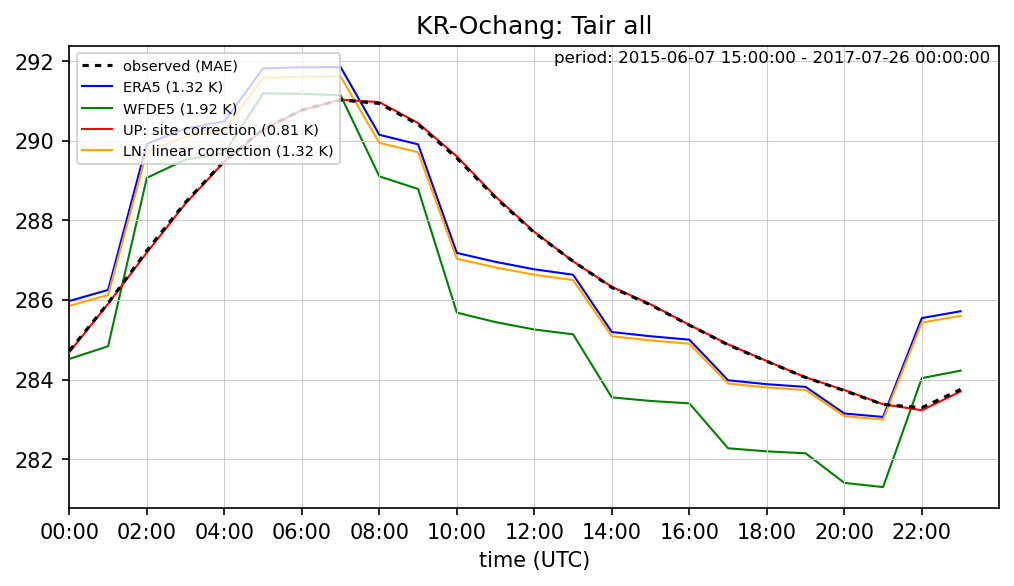 KR-Ochang: Tair all
period: 2015-06-07 15:00:00 - 2017-07-26 00:00:00
observed (MAE)
ERA5 (1.32 K)
WFDE5 (1.92 K)
UP: site correction (0.81 K)
LN: linear correction (1.32 K)
292
290
288
286
284
282
00:00 02:00 04:00 06:00 08:00 10:00 12:00 14:00 16:00 18:00 20:00 22:00
time (UTC)